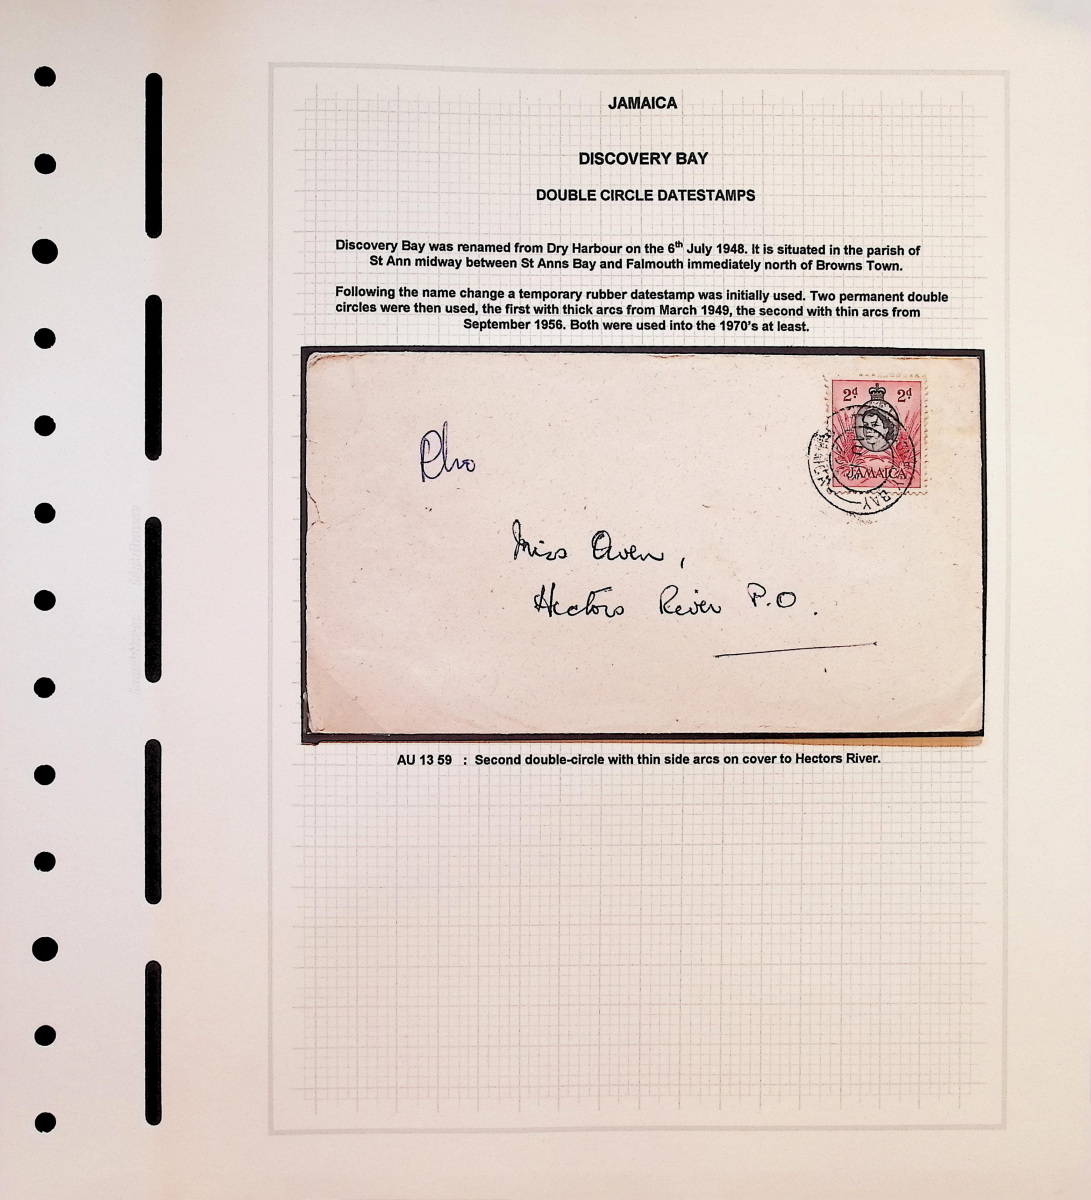 JAMAICA
DISCOVERY BAY
DOUBLE CIRCLE DATESTAMPS
Discovery Bay was renamed from Dry Harbour on the 6th July 1948. It is situated in the parish of
St Ann midway between St Anns Bay and Falmouth immediately north of Browns Town.
Following the name change a temporary rubber datestamp was initially used. Two permanent double
circles were then used, the first with thick arcs from March 1949, the second with thin arcs from
September 1956. Both were used into the 1970's at least.
2d 2d
JAMAICA
BAY
JAMAICA
Miss Owen,
Hectors River P.O.
AU 13 59 : Second double-circle with thin side arcs on cover to Hectors River.